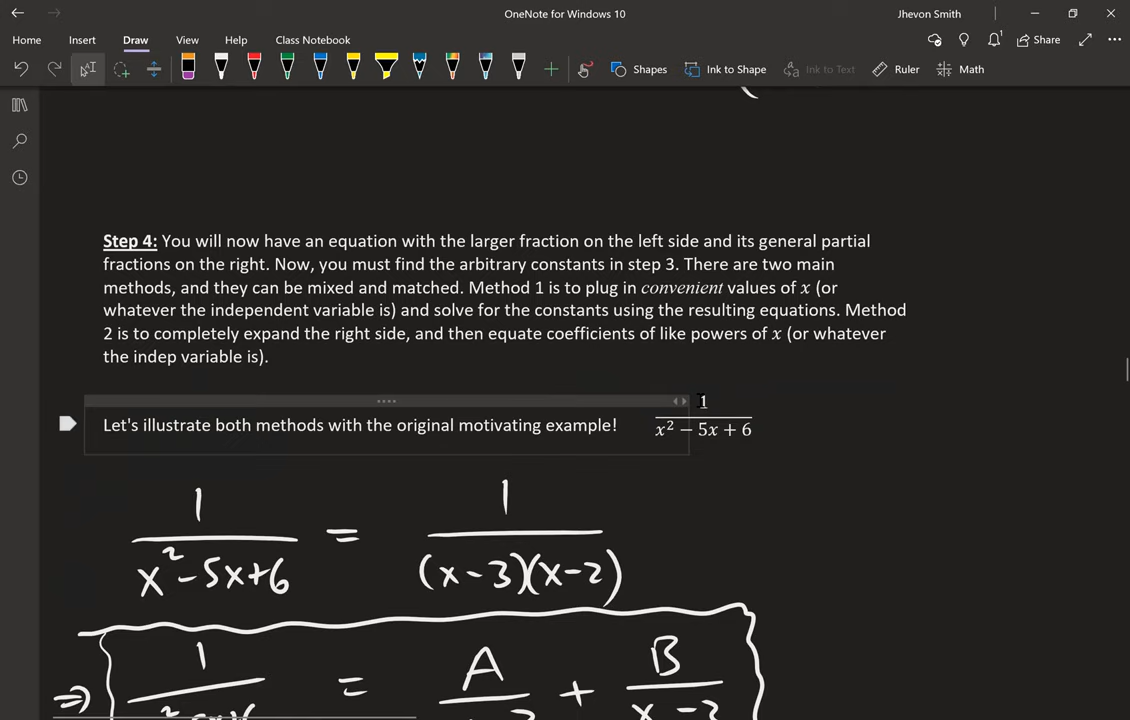 OneNote for Windows 10
Jhevon Smith
Home Insert Draw View Help Class Notebook
Share
Shapes Ink to Shape Ink to Text Ruler Math
Step 4: You will now have an equation with the larger fraction on the left side and its general partial
fractions on the right. Now, you must find the arbitrary constants in step 3. There are two main
methods, and they can be mixed and matched. Method 1 is to plug in convenient values of x (or
whatever the independent variable is) and solve for the constants using the resulting equations. Method
2 is to completely expand the right side, and then equate coefficients of like powers of x (or whatever
the indep variable is).
Let's illustrate both methods with the original motivating example! 1
x² − 5x + 6
1 1
x² - 5x + 6 = (x - 3)(x - 2)
⇒ 1 = A + B